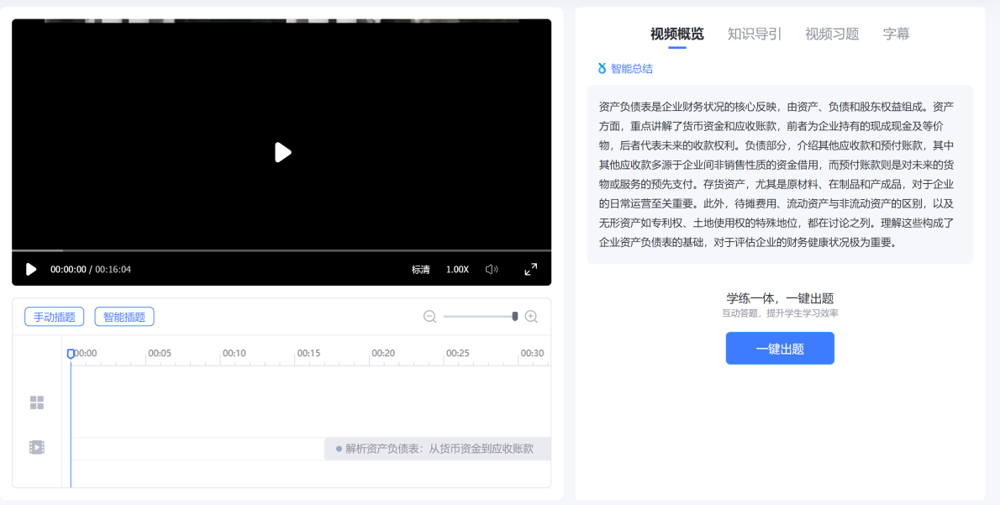 00:00:00 / 00:16:04
标清
1.00X
手动插题
智能插题
00:00
00:05
00:10
00:15
00:20
00:25
00:30
解析资产负债表：从货币资金到应收账款
视频概览
知识导引
视频习题
字幕
智能总结
资产负债表是企业财务状况的核心反映，由资产、负债和股东权益组成。资产
方面，重点讲解了货币资金和应收账款，前者为企业持有的现成现金及等价
物，后者代表未来的收款权利。负债部分，介绍其他应收款和预付账款，其中
其他应收款多源于企业间非销售性质的资金借用，而预付账款则是对未来的货
物或服务的预先支付。存货资产，尤其是原材料、在制品和产成品，对于企业
的日常运营至关重要。此外，待摊费用、流动资产与非流动资产的区别，以及
无形资产如专利权、土地使用权的特殊地位，都在讨论之列。理解这些构成了
企业资产负债表的基础，对于评估企业的财务健康状况极为重要。
学练一体，一键出题
互动答题，提升学生学习效率
一键出题